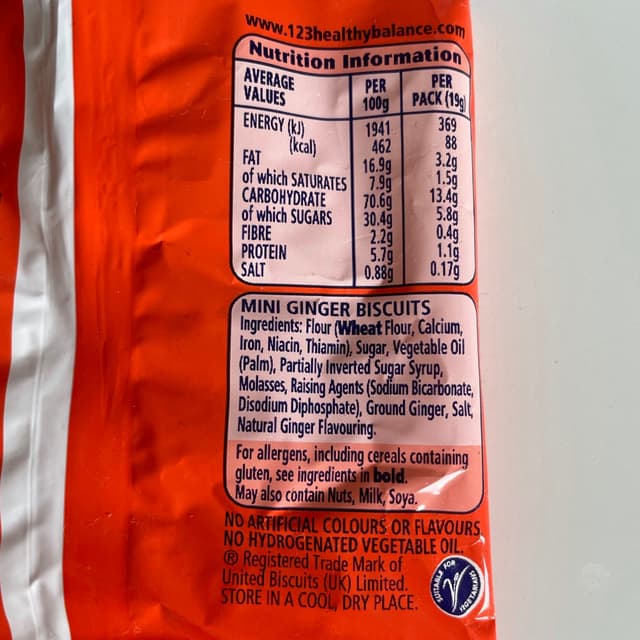 www.123healthybalance.com
Nutrition Information
AVERAGE VALUES PER 100g PER PACK (19g)
ENERGY (kJ) 1941 369
(kcal) 462 88
FAT 16.9g 3.2g
of which SATURATES 7.9g 1.5g
CARBOHYDRATE 70.6g 13.4g
of which SUGARS 30.4g 5.8g
FIBRE 2.2g 0.4g
PROTEIN 5.7g 1.1g
SALT 0.88g 0.17g
MINI GINGER BISCUITS
Ingredients: Flour (Wheat Flour, Calcium,
Iron, Niacin, Thiamin), Sugar, Vegetable Oil
(Palm), Partially Inverted Sugar Syrup,
Molasses, Raising Agents (Sodium Bicarbonate,
Disodium Diphosphate), Ground Ginger, Salt,
Natural Ginger Flavouring.
For allergens, including cereals containing
gluten, see ingredients in bold.
May also contain Nuts, Milk, Soya.
NO ARTIFICIAL COLOURS OR FLAVOURS
NO HYDROGENATED VEGETABLE OIL.
® Registered Trade Mark of
United Biscuits (UK) Limited.
STORE IN A COOL, DRY PLACE.
SUITABLE FOR VEGETARIANS